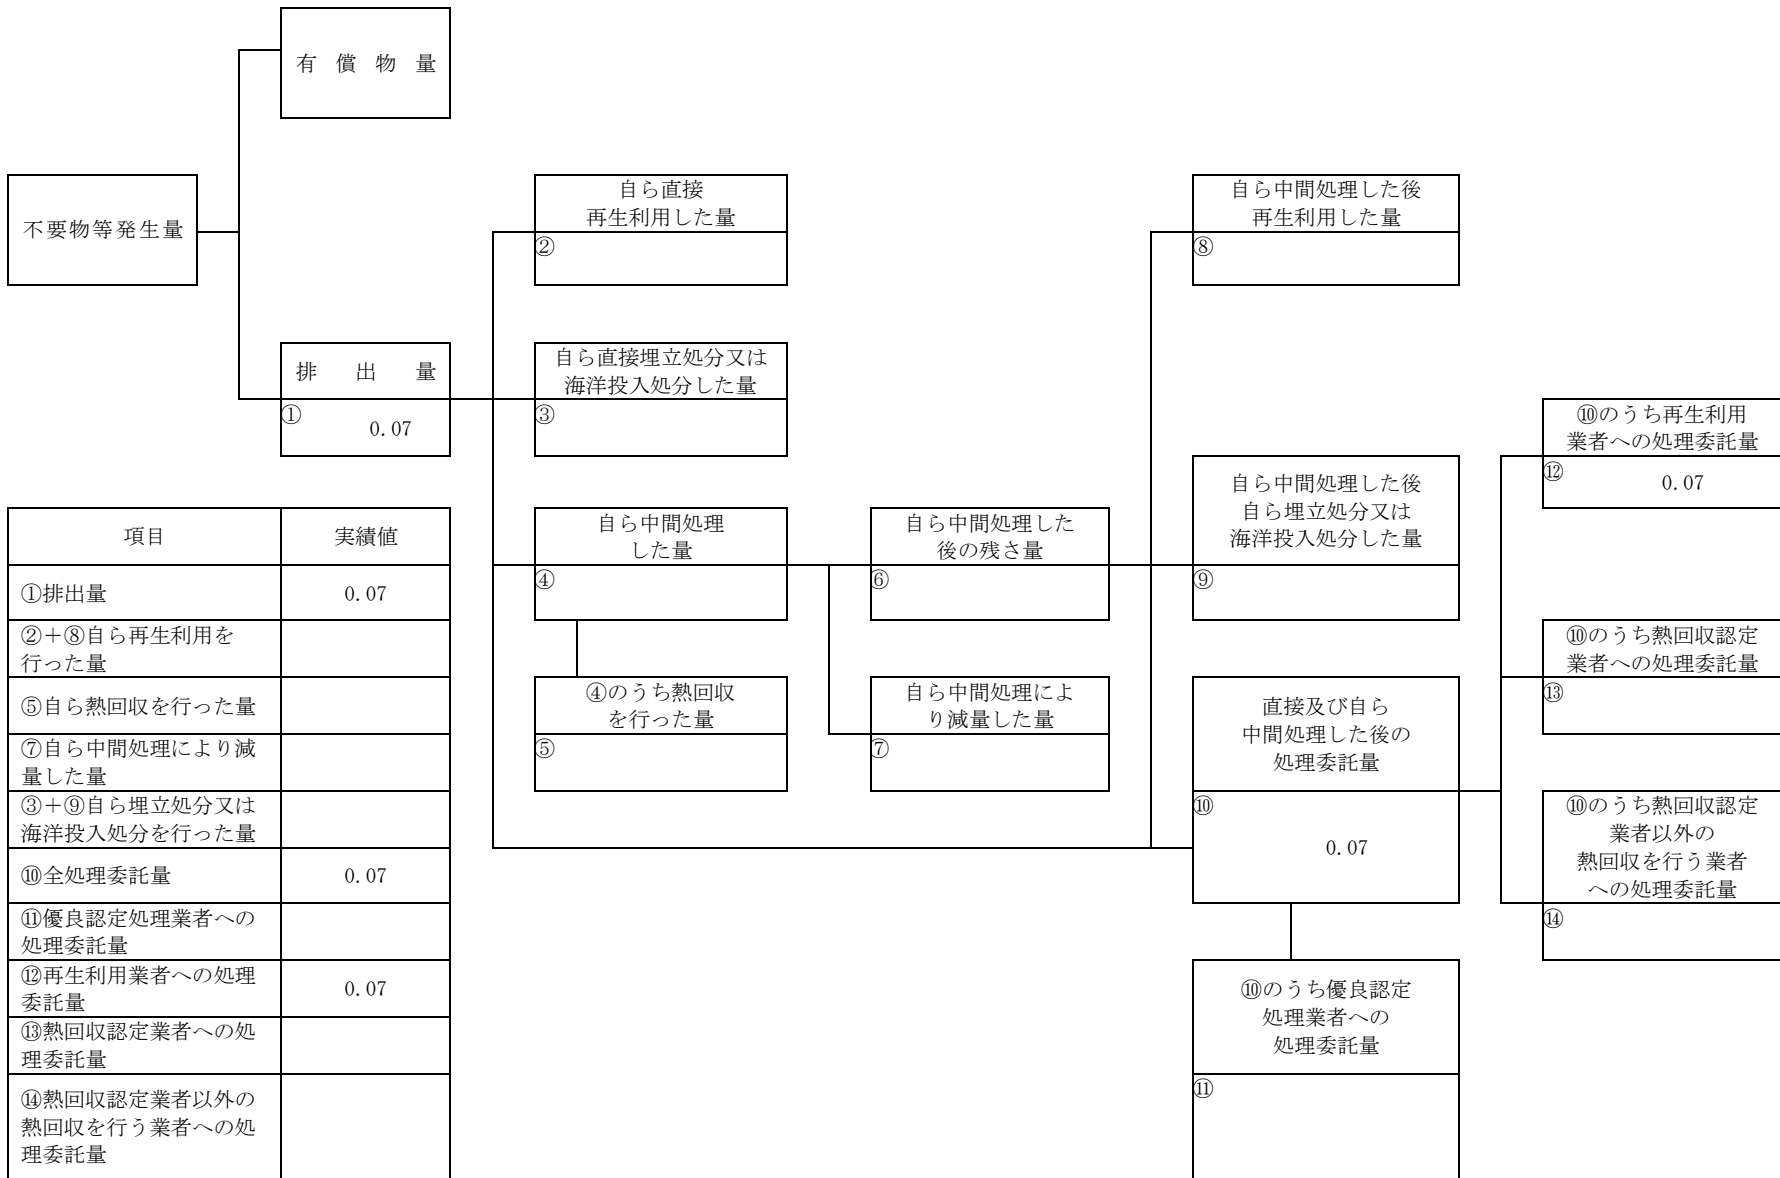 有償物量
不要物等発生量
排出量
①
0.07
自ら直接
再生利用した量
②
自ら直接埋立処分又は
海洋投入処分した量
③
自ら中間処理
した量
④
④のうち熱回収
を行った量
⑤
自ら中間処理した
後の残さ量
⑥
自ら中間処理によ
り減量した量
⑦
自ら中間処理した後
再生利用した量
⑧
自ら中間処理した後
自ら埋立処分又は
海洋投入処分した量
⑨
直接及び自ら
中間処理した後の
処理委託量
⑩
0.07
⑩のうち優良認定
処理業者への
処理委託量
⑪
⑩のうち再生利用
業者への処理委託量
⑫
0.07
⑩のうち熱回収認定
業者への処理委託量
⑬
⑩のうち熱回収認定
業者以外の
熱回収を行う業者
への処理委託量
⑭
項目 実績値
①排出量 0.07
②+⑧自ら再生利用を
行った量
⑤自ら熱回収を行った量
⑦自ら中間処理により減
量した量
③+⑨自ら埋立処分又は
海洋投入処分を行った量
⑩全処理委託量 0.07
⑪優良認定処理業者への
処理委託量
⑫再生利用業者への処理
委託量 0.07
⑬熱回収認定業者への処
理委託量
⑭熱回収認定業者以外の
熱回収を行う業者への処
理委託量